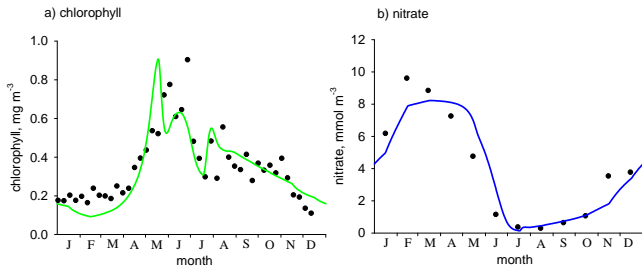 a) chlorophyll
chlorophyll, mg m-3
1.0
0.8
0.6
0.4
0.2
0.0
J F M A M J J A S O N D
month
b) nitrate
nitrate, mmol m-3
12
10
8
6
4
2
0
J F M A M J J A S O N D
month